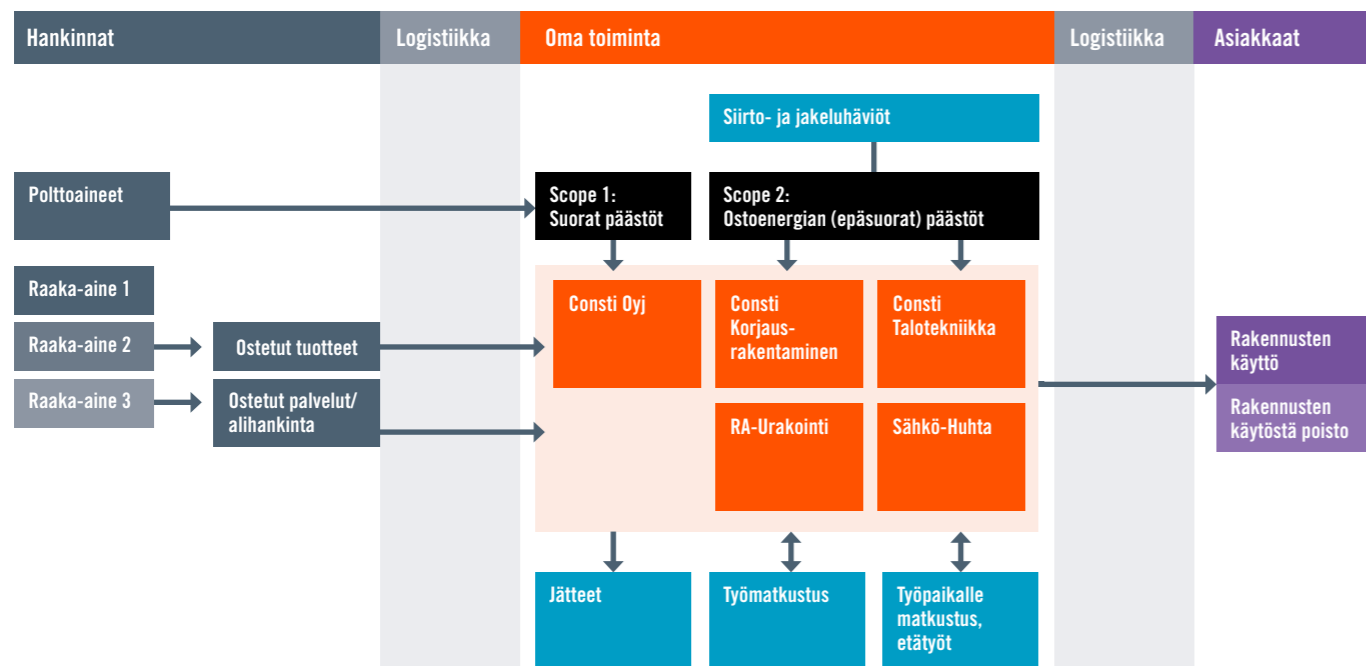 Hankinnat
Logistiikka
Oma toiminta
Logistiikka
Asiakkaat
Siirto- ja jakeluhäviöt
Polttoaineet
Scope 1:
Suorat päästöt
Scope 2:
Ostoenergian (epäsuorat) päästöt
Raaka-aine 1
Raaka-aine 2
Raaka-aine 3
Ostetut tuotteet
Ostetut palvelut/
alihankinta
Consti Oyj
Consti
Korjaus-
rakentaminen
Consti
Talotekniikka
RA-Urakointi
Sähkö-Huhta
Rakennusten
käyttö
Rakennusten
käytöstä poisto
Jätteet
Työmatkustus
Työpaikalle
matkustus,
etätyöt